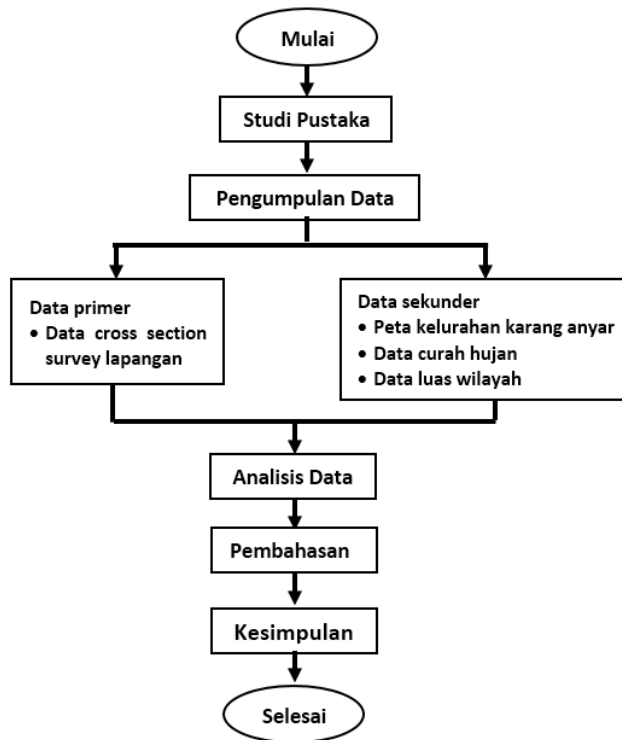 Mulai
Studi Pustaka
Pengumpulan Data
Data primer
• Data cross section
survey lapangan
Data sekunder
• Peta kelurahan karang anyar
• Data curah hujan
• Data luas wilayah
Analisis Data
Pembahasan
Kesimpulan
Selesai